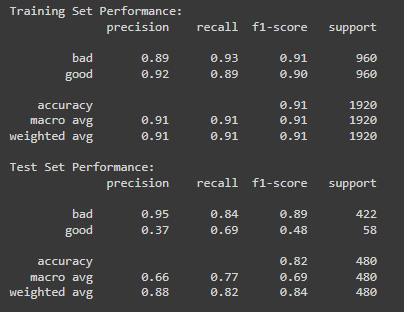 Training Set Performance:
precision recall f1-score support
bad 0.89 0.93 0.91 960
good 0.92 0.89 0.90 960
accuracy 0.91 1920
macro avg 0.91 0.91 0.91 1920
weighted avg 0.91 0.91 0.91 1920
Test Set Performance:
precision recall f1-score support
bad 0.95 0.84 0.89 422
good 0.37 0.69 0.48 58
accuracy 0.82 480
macro avg 0.66 0.77 0.69 480
weighted avg 0.88 0.82 0.84 480